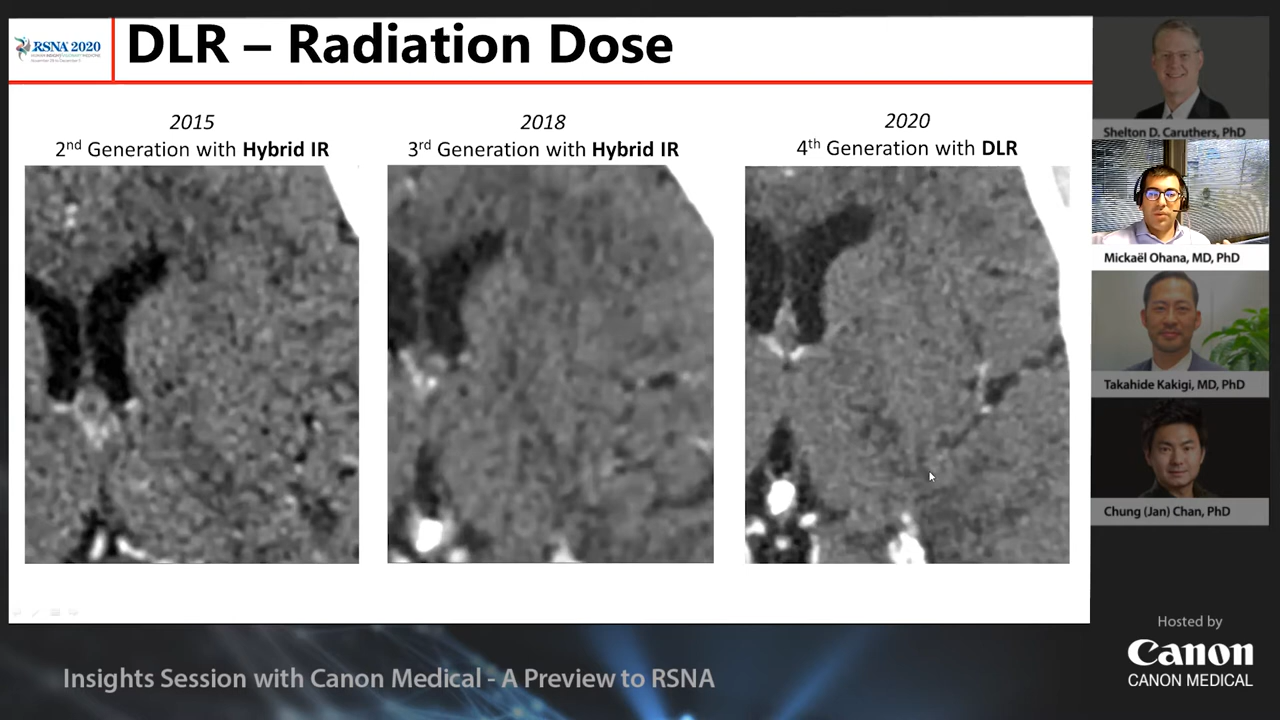 RSNA 2020
DLR – Radiation Dose
2015
2nd Generation with Hybrid IR
2018
3rd Generation with Hybrid IR
2020
4th Generation with DLR
Shelton D. Caruthers, PhD
Mickaël Ohana, MD, PhD
Takahide Kakigi, MD, PhD
Chung (Jan) Chan, PhD
Hosted by
Canon
CANON MEDICAL
Insights Session with Canon Medical - A Preview to RSNA